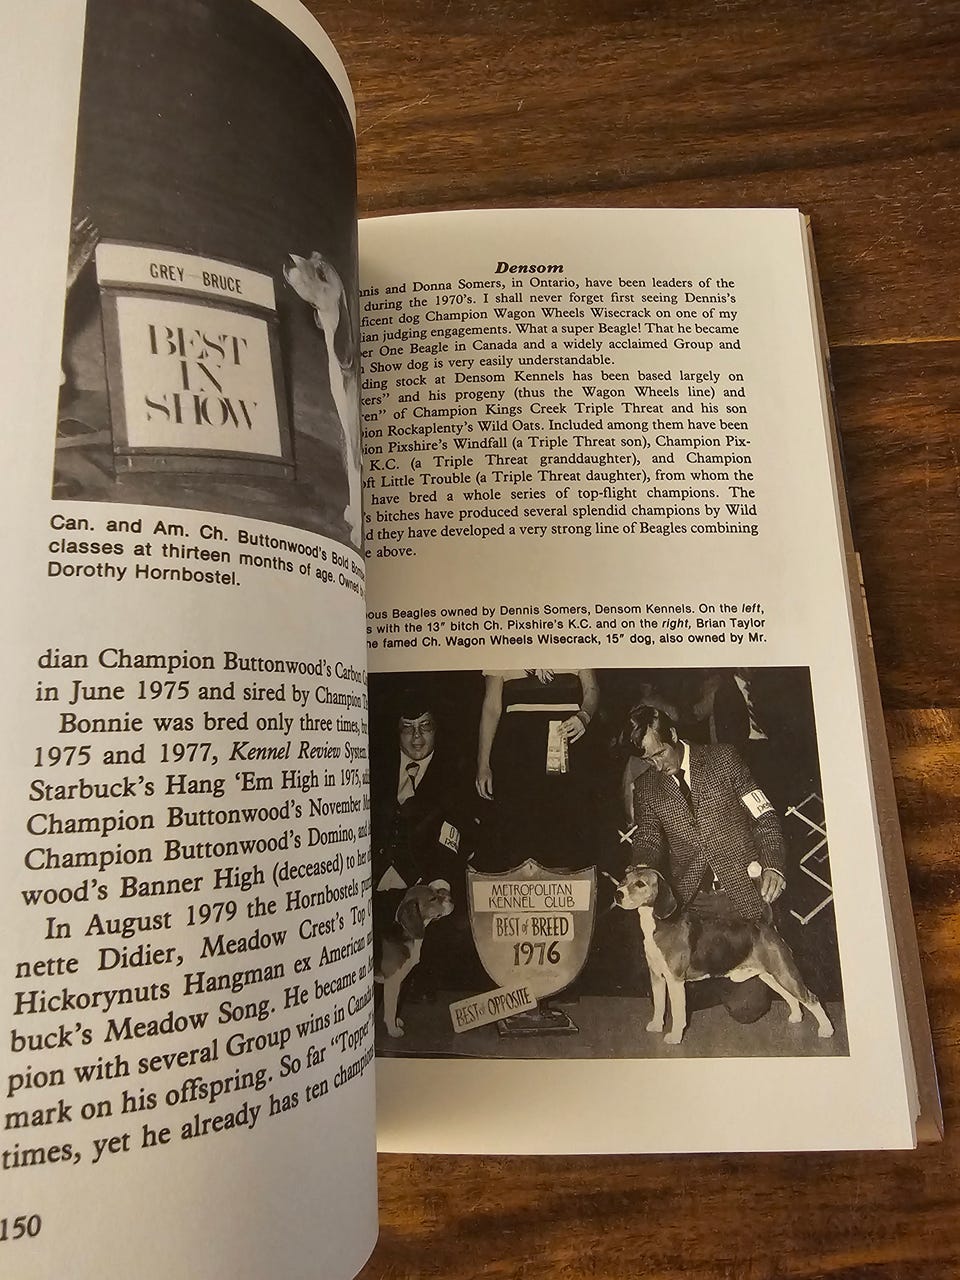 GREY BRUCE
BEST
IN
SHOW
Can. and Am. Ch. Buttonwood's Bold
classes at thirteen months of age. Owned
Dorothy Hornbostel.
dian Champion Buttonwood's Carbon
in June 1975 and sired by Champion
Bonnie was bred only three times,
1975 and 1977, Kennel Review System
Starbuck's Hang 'Em High in 1975,
Champion Buttonwood's November
Champion Buttonwood's Domino, and
wood's Banner High (deceased) to her
In August 1979 the Hornbostels
nette Didier, Meadow Crest's Top
Hickorynuts Hangman ex American
buck's Meadow Song. He became an
pion with several Group wins in Canada
mark on his offspring. So far "Topper"
times, yet he already has ten
150
Densom
nnis and Donna Somers, in Ontario, have been leaders of the
during the 1970's. I shall never forget first seeing Dennis's
ficent dog Champion Wagon Wheels Wisecrack on one of my
ian judging engagements. What a super Beagle! That he became
er One Beagle in Canada and a widely acclaimed Group and
Show dog is very easily understandable.
ding stock at Densom Kennels has been based largely on
kers" and his progeny (thus the Wagon Wheels line) and
ren" of Champion Kings Creek Triple Threat and his son
ion Rockaplenty's Wild Oats. Included among them have been
ion Pixshire's Windfall (a Triple Threat son), Champion Pix-
K.C. (a Triple Threat granddaughter), and Champion
oft Little Trouble (a Triple Threat daughter), from whom the
have bred a whole series of top-flight champions. The
's bitches have produced several splendid champions by Wild
d they have developed a very strong line of Beagles combining
e above.
ous Beagles owned by Dennis Somers, Densom Kennels. On the left,
s with the 13" bitch Ch. Pixshire's K.C. and on the right, Brian Taylor
he famed Ch. Wagon Wheels Wisecrack, 15" dog, also owned by Mr.
METROPOLITAN
KENNEL CLUB
BEST OF BREED
1976
BEST OF OPPOSITE